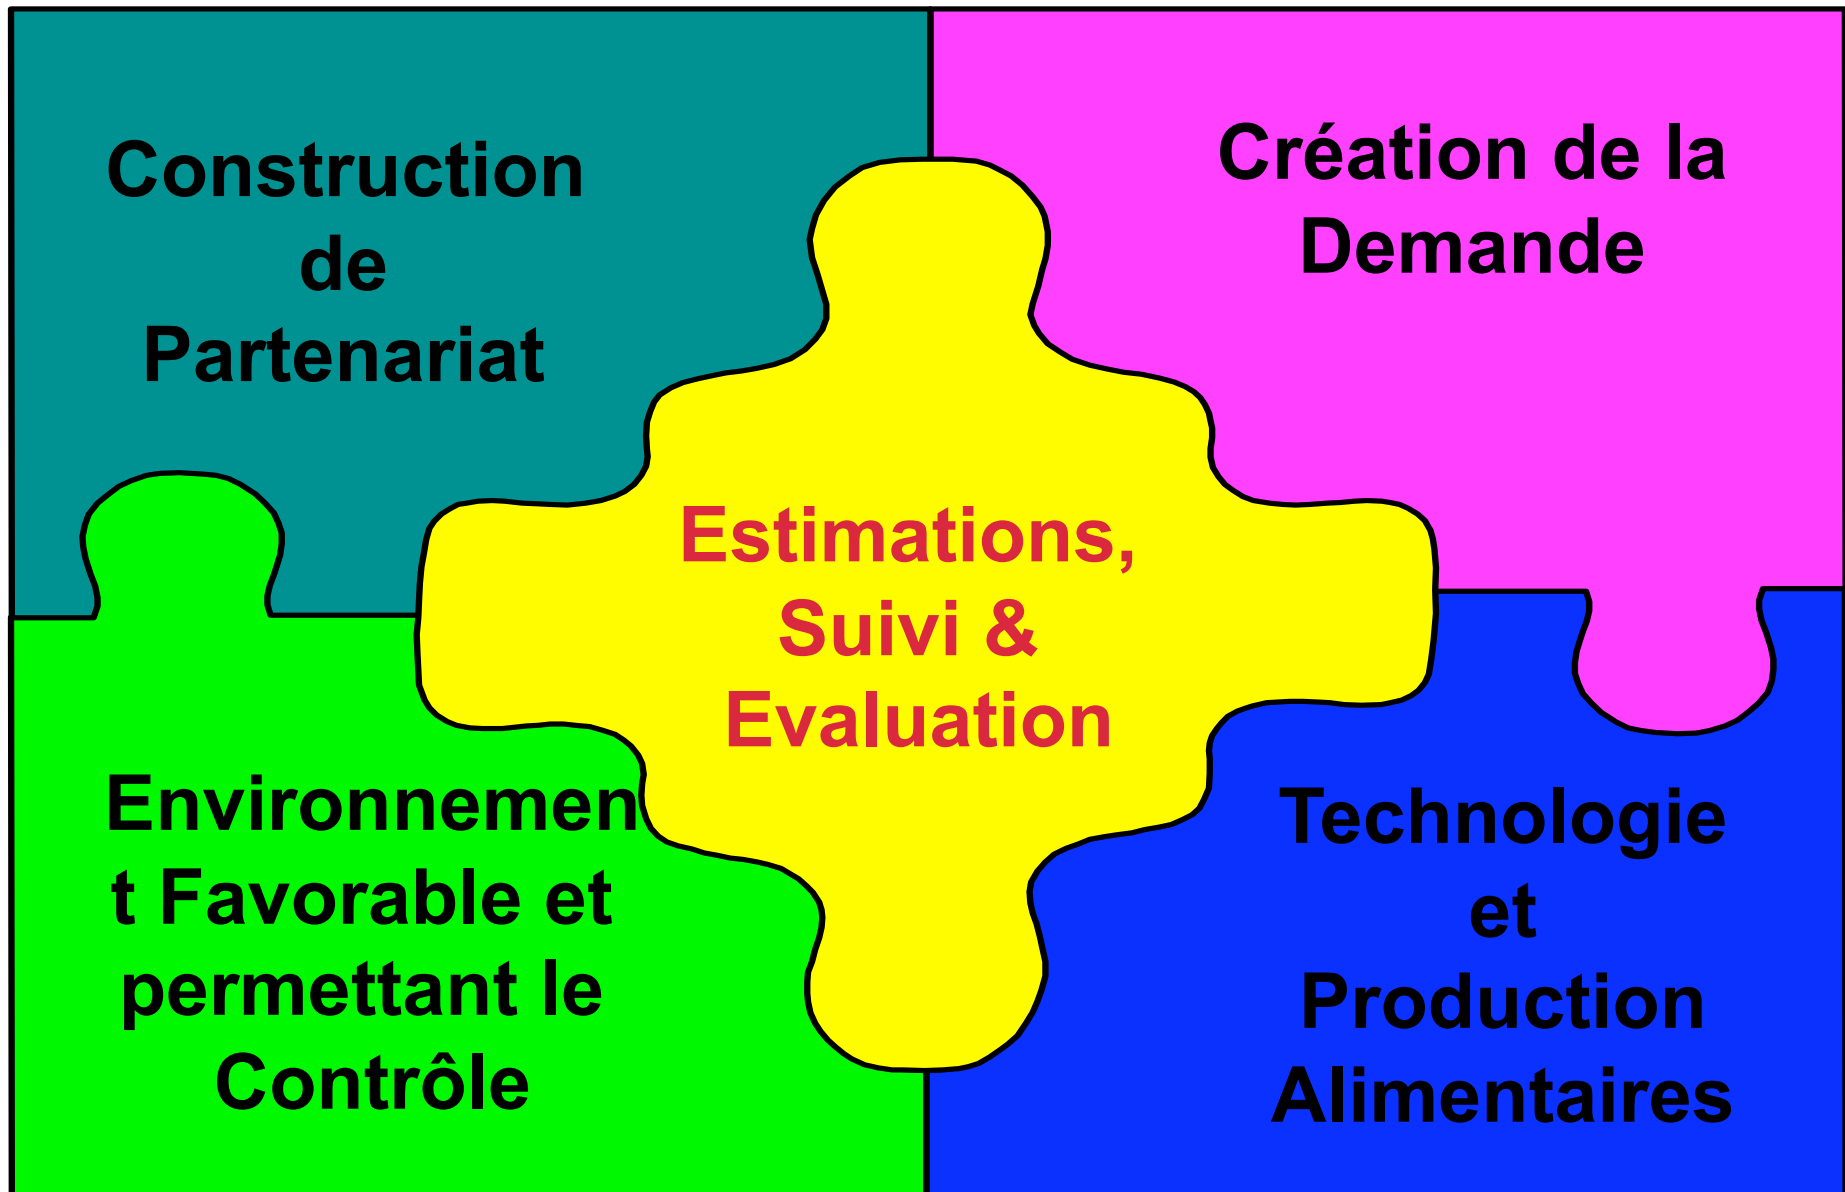 Construction
de
Partenariat
Création de la
Demande
Estimations,
Suivi &
Evaluation
Environnemen
t Favorable et
permettant le
Contrôle
Technologie
et
Production
Alimentaires